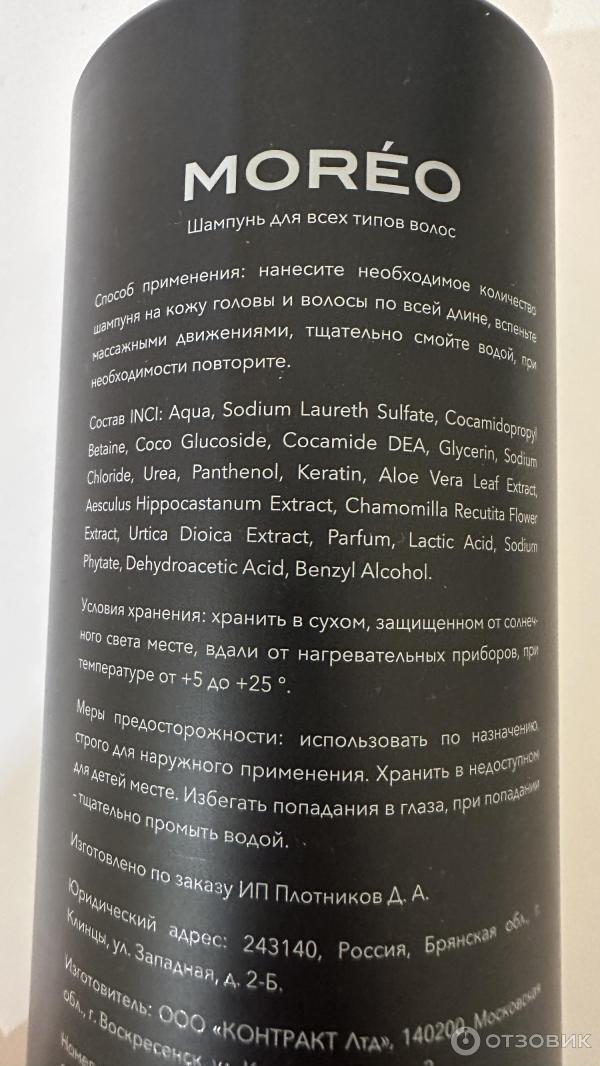 MORÉO
Шампунь для всех типов волос
Способ применения: нанесите необходимое количество
шампуня на кожу головы и волосы по всей длине, вспеньте
массажными движениями, тщательно смойте водой, при
необходимости повторите.
Состав INCI: Aqua, Sodium Laureth Sulfate, Cocamidopropyl
Betaine, Coco Glucoside, Cocamide DEA, Glycerin, Sodium
Chloride, Urea, Panthenol, Keratin, Aloe Vera Leaf Extract,
Aesculus Hippocastanum Extract, Chamomilla Recutita Flower
Extract, Urtica Dioica Extract, Parfum, Lactic Acid, Sodium
Phytate, Dehydroacetic Acid, Benzyl Alcohol.
Условия хранения: хранить в сухом, защищенном от солнеч-
ного света месте, вдали от нагревательных приборов, при
температуре от +5 до +25 °.
Меры предосторожности: использовать по назначению,
строго для наружного применения. Хранить в недоступном
для детей месте. Избегать попадания в глаза, при попадании
- тщательно промыть водой.
Изготовлено по заказу ИП Плотников Д. А.
Юридический адрес: 243140, Россия, Брянская обл., г.
Клинцы, ул. Западная, д. 2-Б.
Изготовитель: ООО «КОНТРАКТ Лтд», 140200, Московская
обл., г. Воскресенск, ул.
Номер
ОТЗОВИК